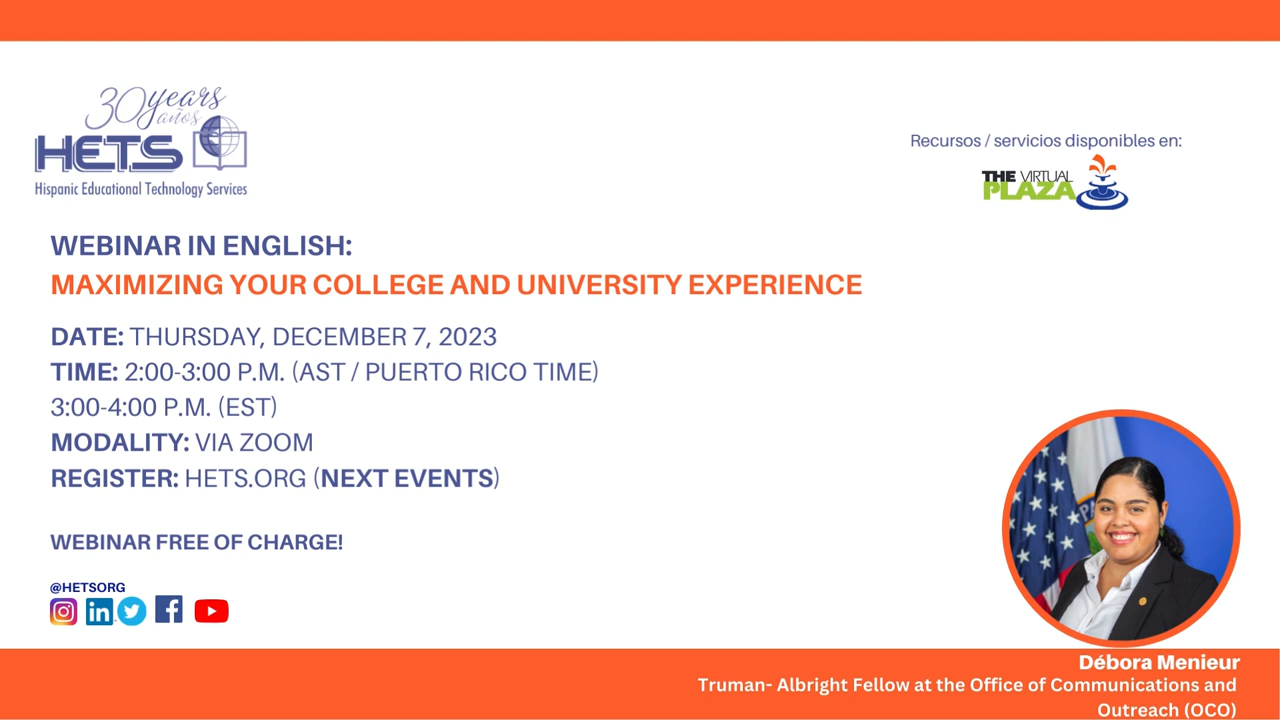 30 years
años
HETS
Hispanic Educational Technology Services
Recursos / servicios disponibles en:
THE VIRTUAL
PLAZA
WEBINAR IN ENGLISH:
MAXIMIZING YOUR COLLEGE AND UNIVERSITY EXPERIENCE
DATE: THURSDAY, DECEMBER 7, 2023
TIME: 2:00-3:00 P.M. (AST / PUERTO RICO TIME)
3:00-4:00 P.M. (EST)
MODALITY: VIA ZOOM
REGISTER: HETS.ORG (NEXT EVENTS)
WEBINAR FREE OF CHARGE!
@HETSORG
Débora Menieur
Truman- Albright Fellow at the Office of Communications and
Outreach (OCO)